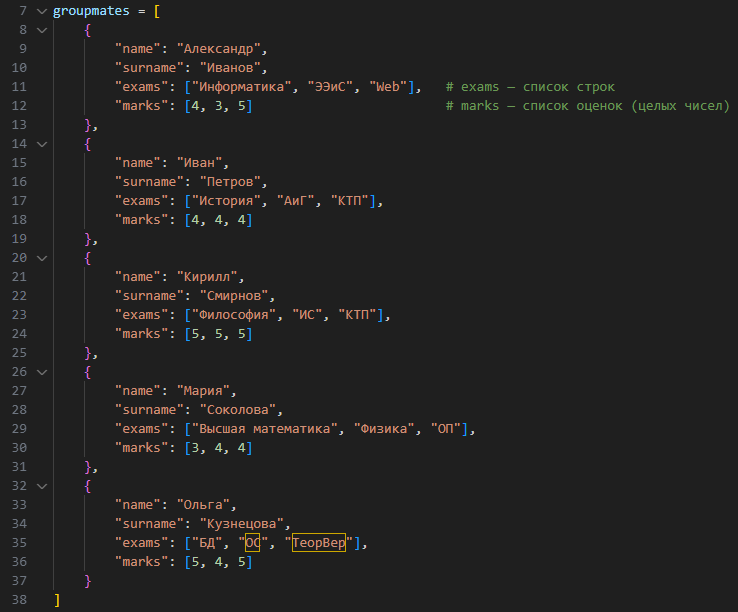 7 groupmates = [
8     {
9         "name": "Александр",
10         "surname": "Иванов",
11         "exams": ["Информатика", "ЭЭиС", "Web"],   # exams — список строк
12         "marks": [4, 3, 5]                         # marks — список оценок (целых чисел)
13     },
14     {
15         "name": "Иван",
16         "surname": "Петров",
17         "exams": ["История", "АиГ", "КТП"],
18         "marks": [4, 4, 4]
19     },
20     {
21         "name": "Кирилл",
22         "surname": "Смирнов",
23         "exams": ["Философия", "ИС", "КТП"],
24         "marks": [5, 5, 5]
25     },
26     {
27         "name": "Мария",
28         "surname": "Соколова",
29         "exams": ["Высшая математика", "Физика", "ОП"],
30         "marks": [3, 4, 4]
31     },
32     {
33         "name": "Ольга",
34         "surname": "Кузнецова",
35         "exams": ["БД", "ОС", "ТеорВер"],
36         "marks": [5, 4, 5]
37     }
38 ]